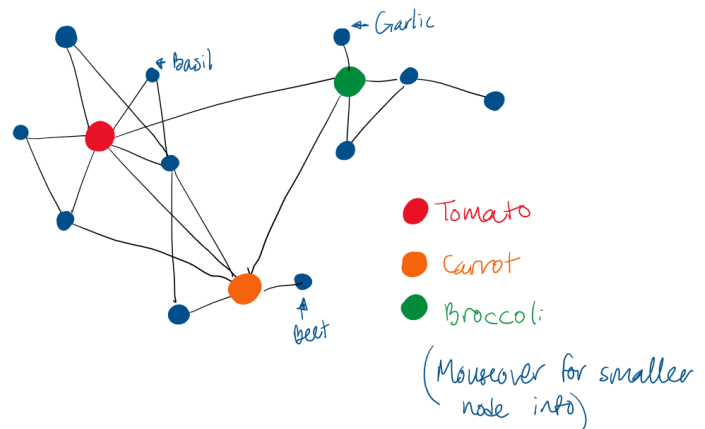 Garlic
Basil
Tomato
Carrot
Broccoli
Beet
(Mouseover for smaller
node info)